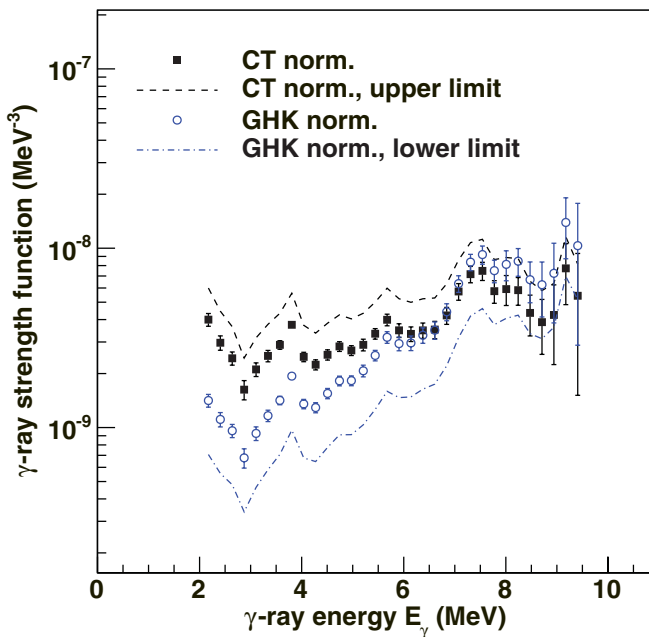 γ-ray strength function (MeV⁻³)
10⁻⁷
10⁻⁸
10⁻⁹
CT norm.
CT norm., upper limit
GHK norm.
GHK norm., lower limit
0 2 4 6 8 10
γ-ray energy Eγ (MeV)